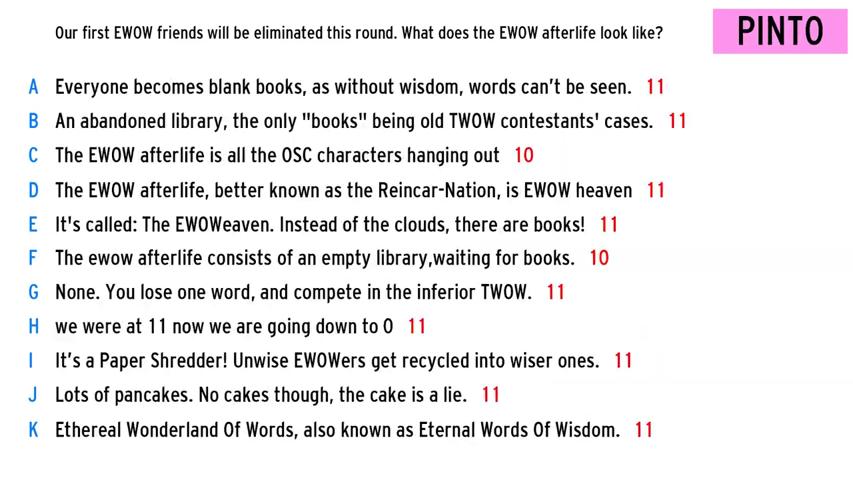 Our first EWOW friends will be eliminated this round. What does the EWOW afterlife look like?
PINTO
A Everyone becomes blank books, as without wisdom, words can't be seen. 11
B An abandoned library, the only "books" being old TWOW contestants' cases. 11
C The EWOW afterlife is all the OSC characters hanging out 10
D The EWOW afterlife, better known as the Reincar-Nation, is EWOW heaven 11
E It's called: The EWOWeaven. Instead of the clouds, there are books! 11
F The ewow afterlife consists of an empty library,waiting for books. 10
G None. You lose one word, and compete in the inferior TWOW. 11
H we were at 11 now we are going down to 0 11
I It's a Paper Shredder! Unwise EWOWers get recycled into wiser ones. 11
J Lots of pancakes. No cakes though, the cake is a lie. 11
K Ethereal Wonderland Of Words, also known as Eternal Words Of Wisdom. 11